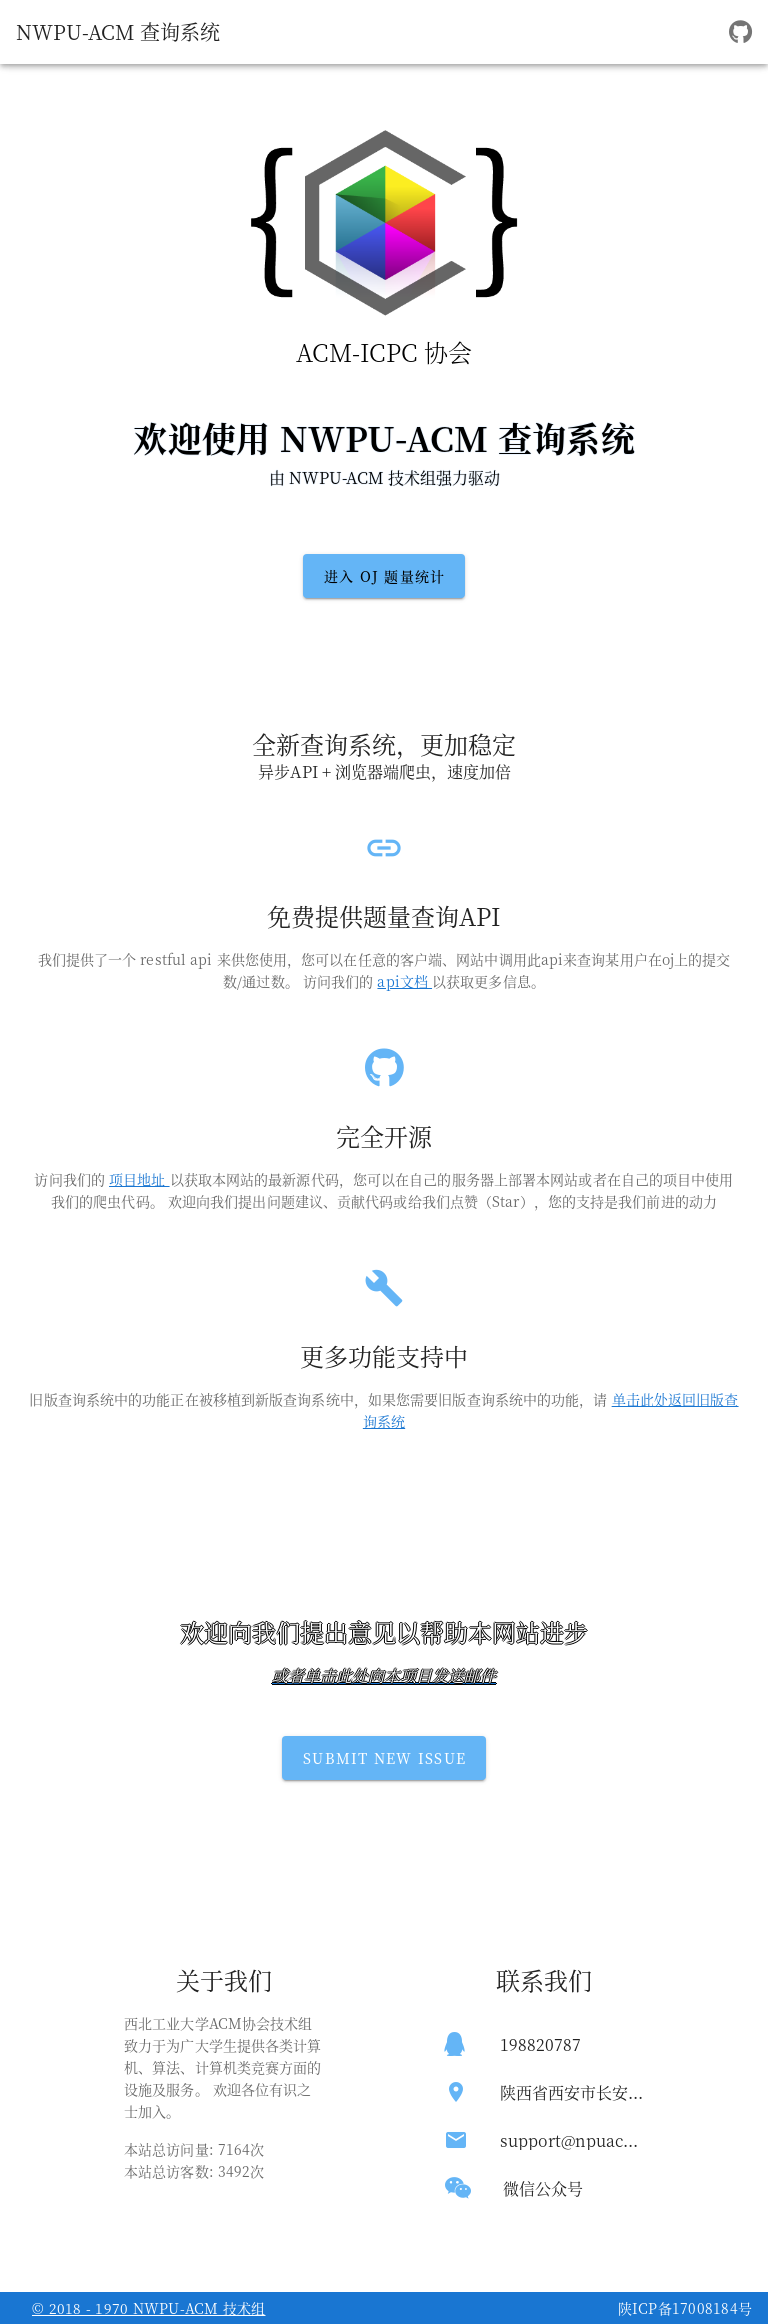 NWPU-ACM 查询系统
{ }
ACM-ICPC 协会
欢迎使用 NWPU-ACM 查询系统
由 NWPU-ACM 技术组强力驱动
进入 OJ 题量统计
全新查询系统，更加稳定
异步API + 浏览器端爬虫，速度加倍
免费提供题量查询API
我们提供了一个 restful api 来供您使用，您可以在任意的客户端、网站中调用此api来查询某用户在oj上的提交
数/通过数。 访问我们的 api文档 以获取更多信息。
完全开源
访问我们的 项目地址 以获取本网站的最新源代码，您可以在自己的服务器上部署本网站或者在自己的项目中使用
我们的爬虫代码。 欢迎向我们提出问题建议、贡献代码或给我们点赞（Star），您的支持是我们前进的动力
更多功能支持中
旧版查询系统中的功能正在被移植到新版查询系统中，如果您需要旧版查询系统中的功能，请 单击此处返回旧版查
询系统
欢迎向我们提出意见以帮助本网站进步
或者单击此处向本项目发送邮件
SUBMIT NEW ISSUE
关于我们
西北工业大学ACM协会技术组
致力于为广大学生提供各类计算
机、算法、计算机类竞赛方面的
设施及服务。 欢迎各位有识之
士加入。
本站总访问量: 7164次
本站总访客数: 3492次
联系我们
198820787
陕西省西安市长安...
support@npuac...
微信公众号
© 2018 - 1970 NWPU-ACM 技术组
陕ICP备17008184号